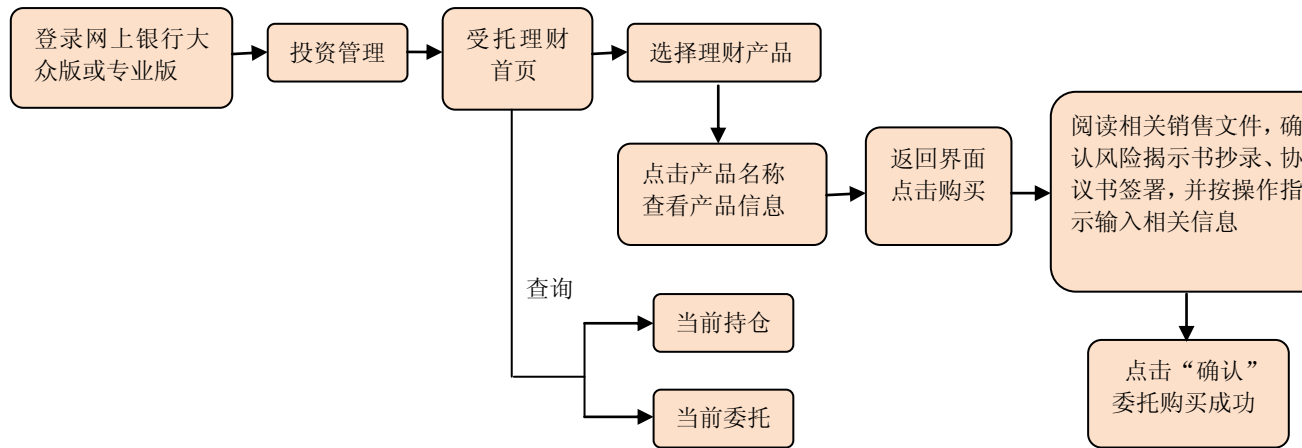 登录网上银行大
众版或专业版
投资管理
受托理财
首页
选择理财产品
点击产品名称
查看产品信息
返回界面
点击购买
阅读相关销售文件，确
认风险揭示书抄录、协
议书签署，并按操作指
示输入相关信息
查询
当前持仓
当前委托
点击“确认”
委托购买成功